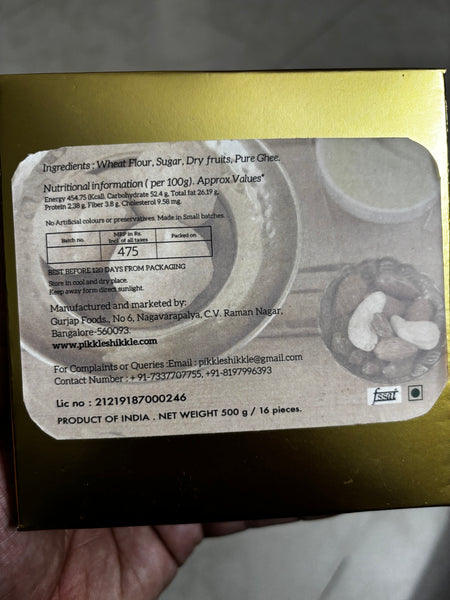 Ingredients : Wheat Flour, Sugar, Dry fruits, Pure Ghee.
Nutritional information ( per 100g). Approx Values*
Energy 454.75 (Kcal), Carbohydrate 52.4 g, Total fat 26.19 g,
Protein 2.38 g, Fiber 3.8 g, Cholesterol 9.58 mg.
No Artificial colours or preservatives. Made in Small batches.
Batch no. MRP in Rs. Incl. of all taxes Packed on
475
BEST BEFORE 120 DAYS FROM PACKAGING
Store in cool and dry place.
Keep away form direct sunlight.
Manufactured and marketed by:
Gurjap Foods., No 6, Nagavarapalya, C.V. Raman Nagar,
Bangalore-560093.
www.pikkleshikkle.com
For Complaints or Queries :Email : pikkleshikkle@gmail.com
Contact Number : + 91-7337707755, +91-8197996393
Lic no : 21219187000246
fssai
PRODUCT OF INDIA . NET WEIGHT 500 g / 16 pieces.